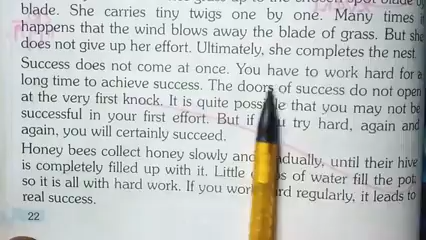 blade. She carries tiny twigs one by one. Many times i
happens that the wind blows away the blade of grass. But she
does not give up her effort. Ultimately, she completes the nest.
Success does not come at once. You have to work hard for a
long time to achieve success. The doors of success do not open
at the very first knock. It is quite poss le that you may not be
successful in your first effort. But if u try hard, again and
again, you will certainly succeed.
Honey bees collect honey slowly and dually, until their hive
is completely filled up with it. Little s of water fill the pot,
so it is all with hard work. If you wor rd regularly, it leads to
real success.
22